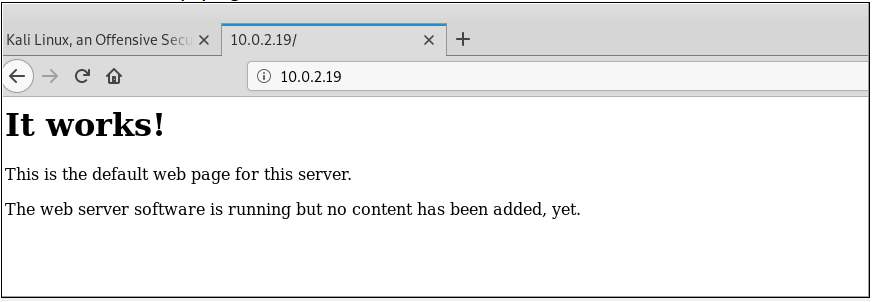 Kali Linux, an Offensive Secu
10.0.2.19/
10.0.2.19
It works!
This is the default web page for this server.
The web server software is running but no content has been added, yet.